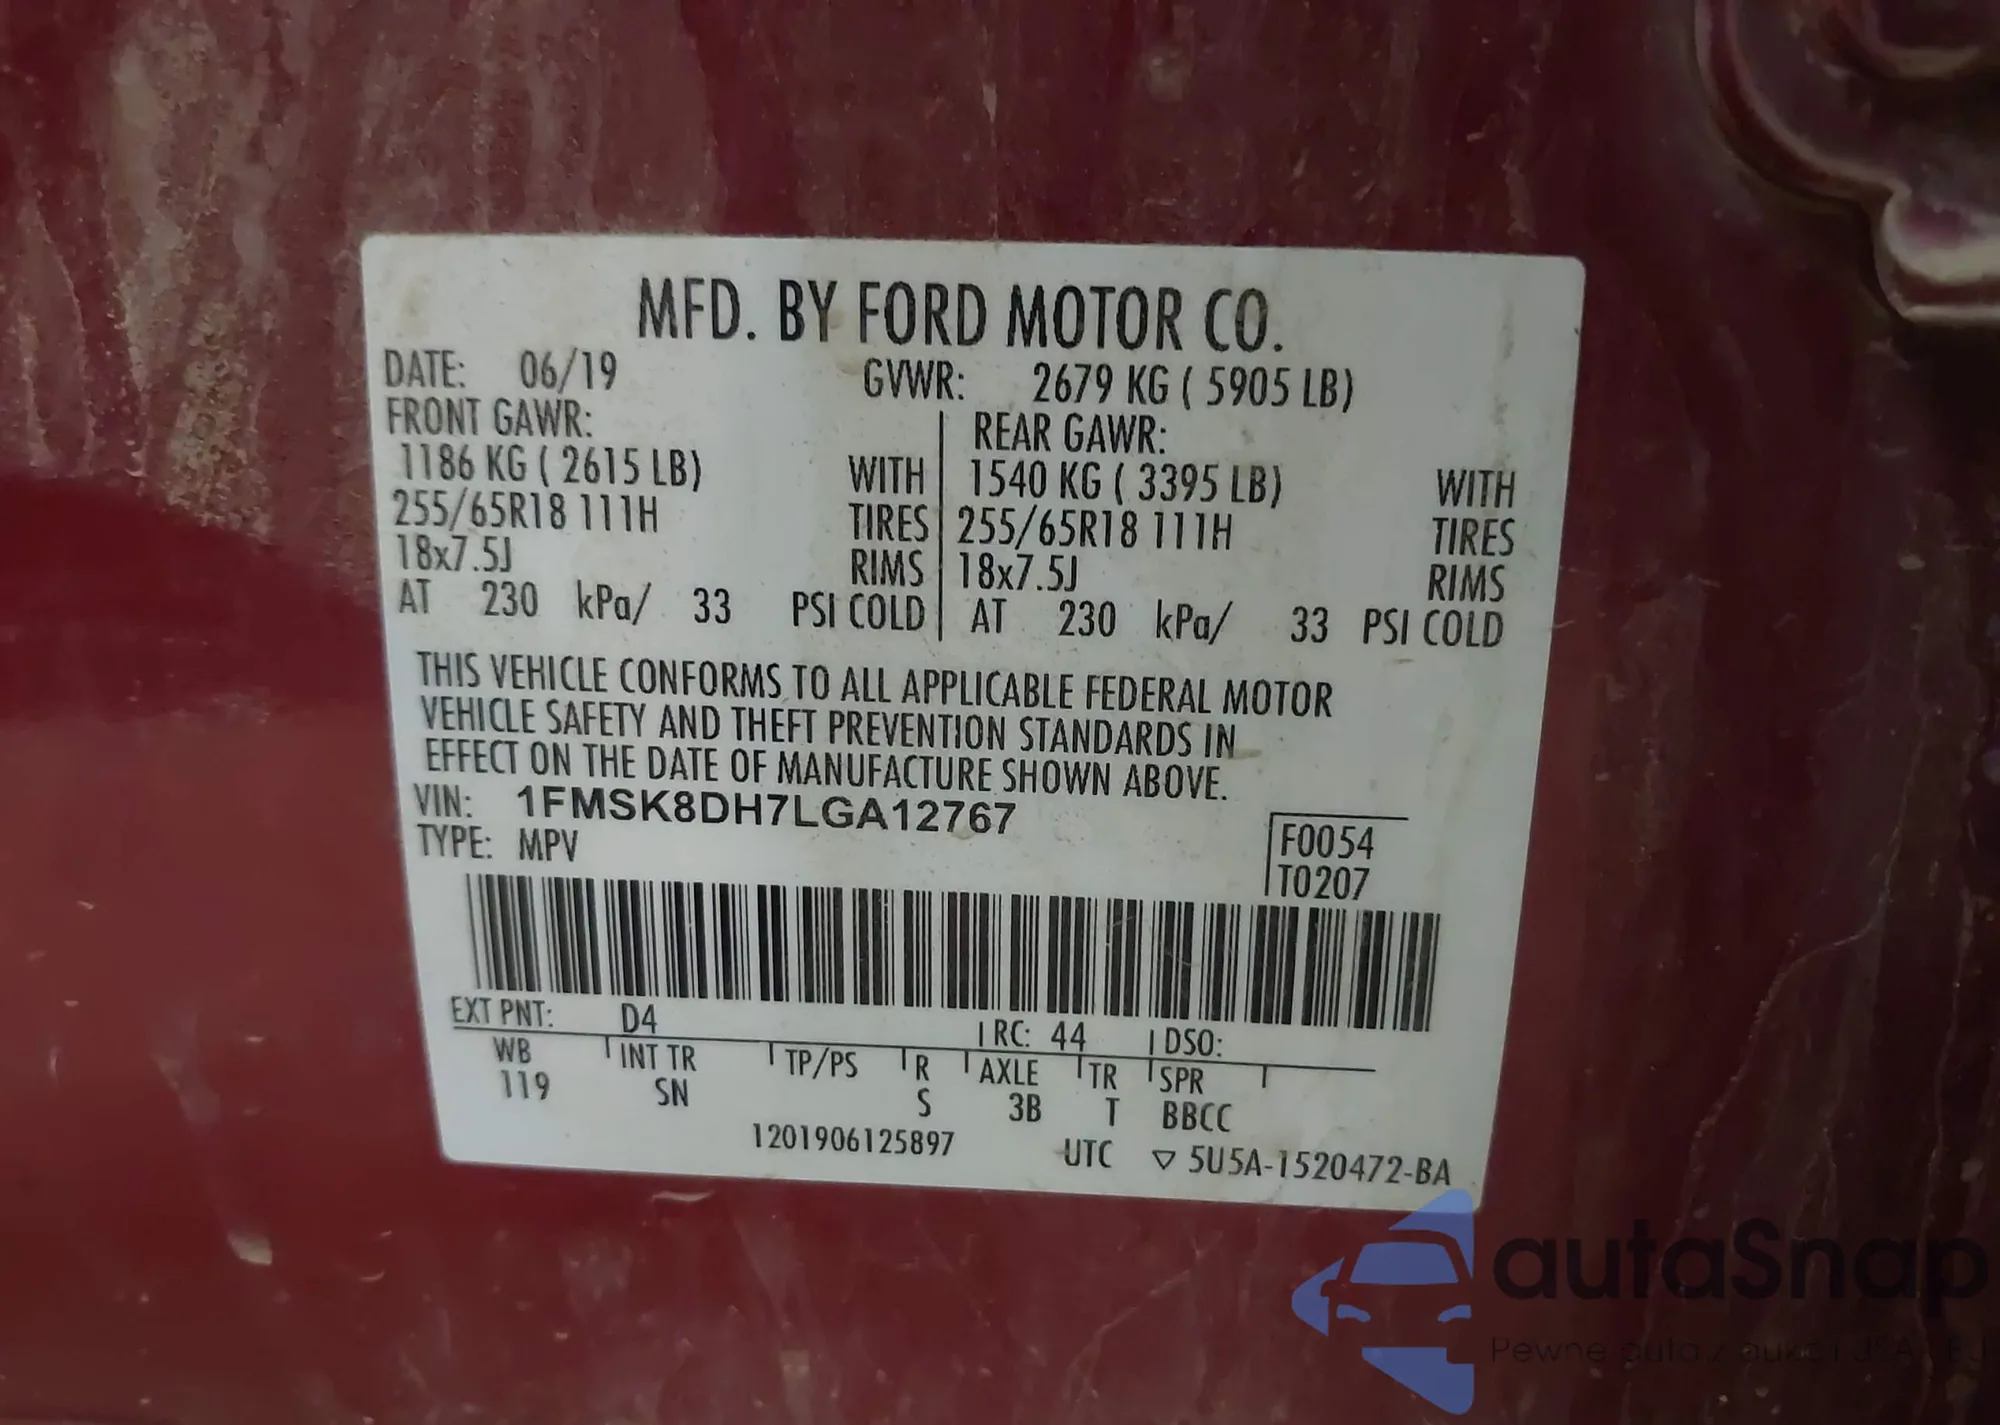 MFD. BY FORD MOTOR CO.
DATE: 06/19 GVWR: 2679 KG ( 5905 LB)
FRONT GAWR: REAR GAWR:
1186 KG ( 2615 LB) WITH 1540 KG ( 3395 LB) WITH
255/65R18 111H TIRES 255/65R18 111H TIRES
18x7.5J RIMS 18x7.5J RIMS
AT 230 kPa/ 33 PSI COLD AT 230 kPa/ 33 PSI COLD
THIS VEHICLE CONFORMS TO ALL APPLICABLE FEDERAL MOTOR
VEHICLE SAFETY AND THEFT PREVENTION STANDARDS IN
EFFECT ON THE DATE OF MANUFACTURE SHOWN ABOVE.
VIN: 1FMSK8DH7LGA12767
TYPE: MPV
F0054
T0207
EXT PNT: D4 RC: 44 DSO:
WB INT TR TP/PS R AXLE TR SPR
119 SN S 3B T BBCC
1201906125897 UTC ▽ 5U5A-1520472-BA
autaSnap
Pewne auta z